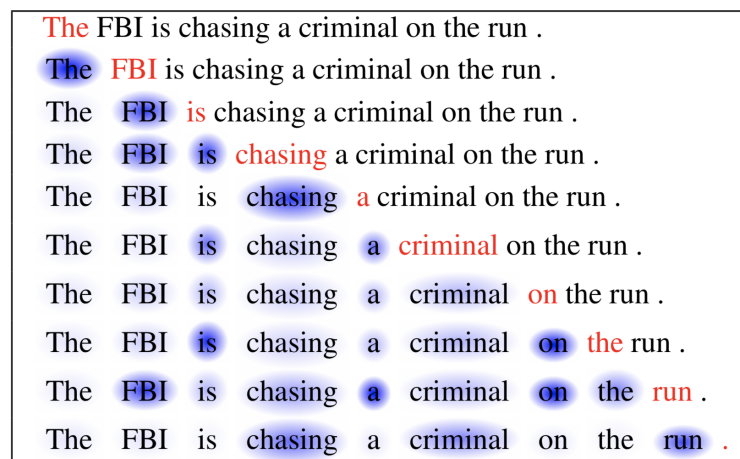 The FBI is chasing a criminal on the run .
The FBI is chasing a criminal on the run .
The FBI is chasing a criminal on the run .
The FBI is chasing a criminal on the run .
The FBI is chasing a criminal on the run .
The FBI is chasing a criminal on the run .
The FBI is chasing a criminal on the run .
The FBI is chasing a criminal on the run .
The FBI is chasing a criminal on the run .
The FBI is chasing a criminal on the run .